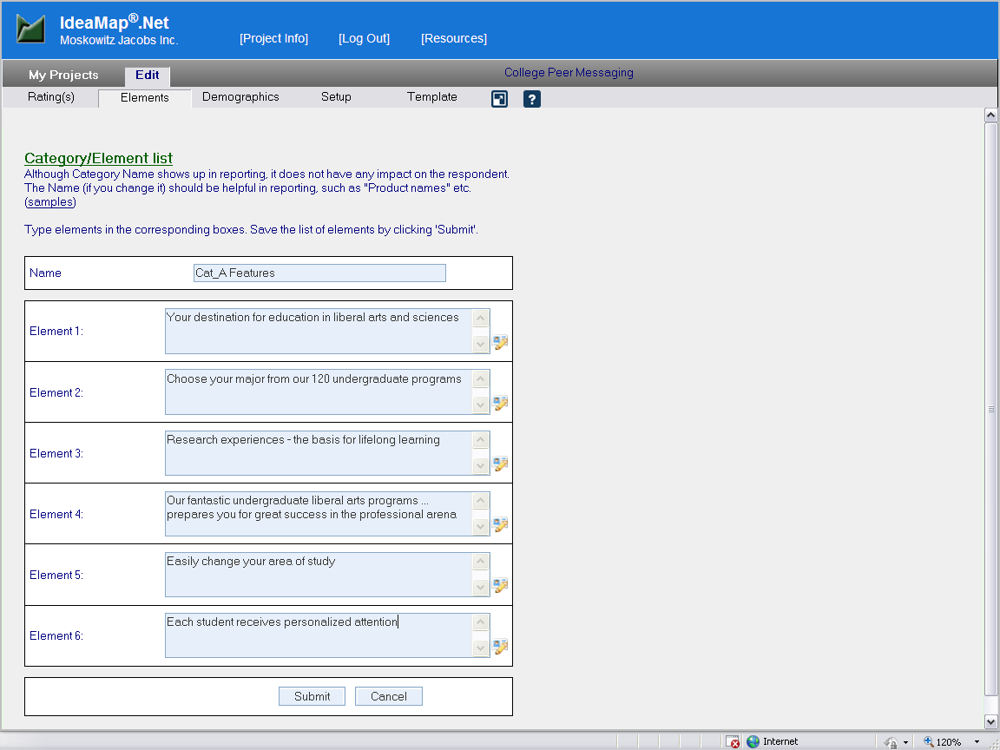 IdeaMap®.Net
Moskowitz Jacobs Inc.
[Project Info] [Log Out] [Resources]
My Projects Edit College Peer Messaging
Rating(s) Elements Demographics Setup Template ?
Category/Element list
Although Category Name shows up in reporting, it does not have any impact on the respondent.
The Name (if you change it) should be helpful in reporting, such as "Product names" etc.
(samples)
Type elements in the corresponding boxes. Save the list of elements by clicking 'Submit'.
Name Cat_A Features
Element 1: Your destination for education in liberal arts and sciences
Element 2: Choose your major from our 120 undergraduate programs
Element 3: Research experiences - the basis for lifelong learning
Element 4: Our fantastic undergraduate liberal arts programs ...
prepares you for great success in the professional arena
Element 5: Easily change your area of study
Element 6: Each student receives personalized attention
Submit Cancel
Internet 120%